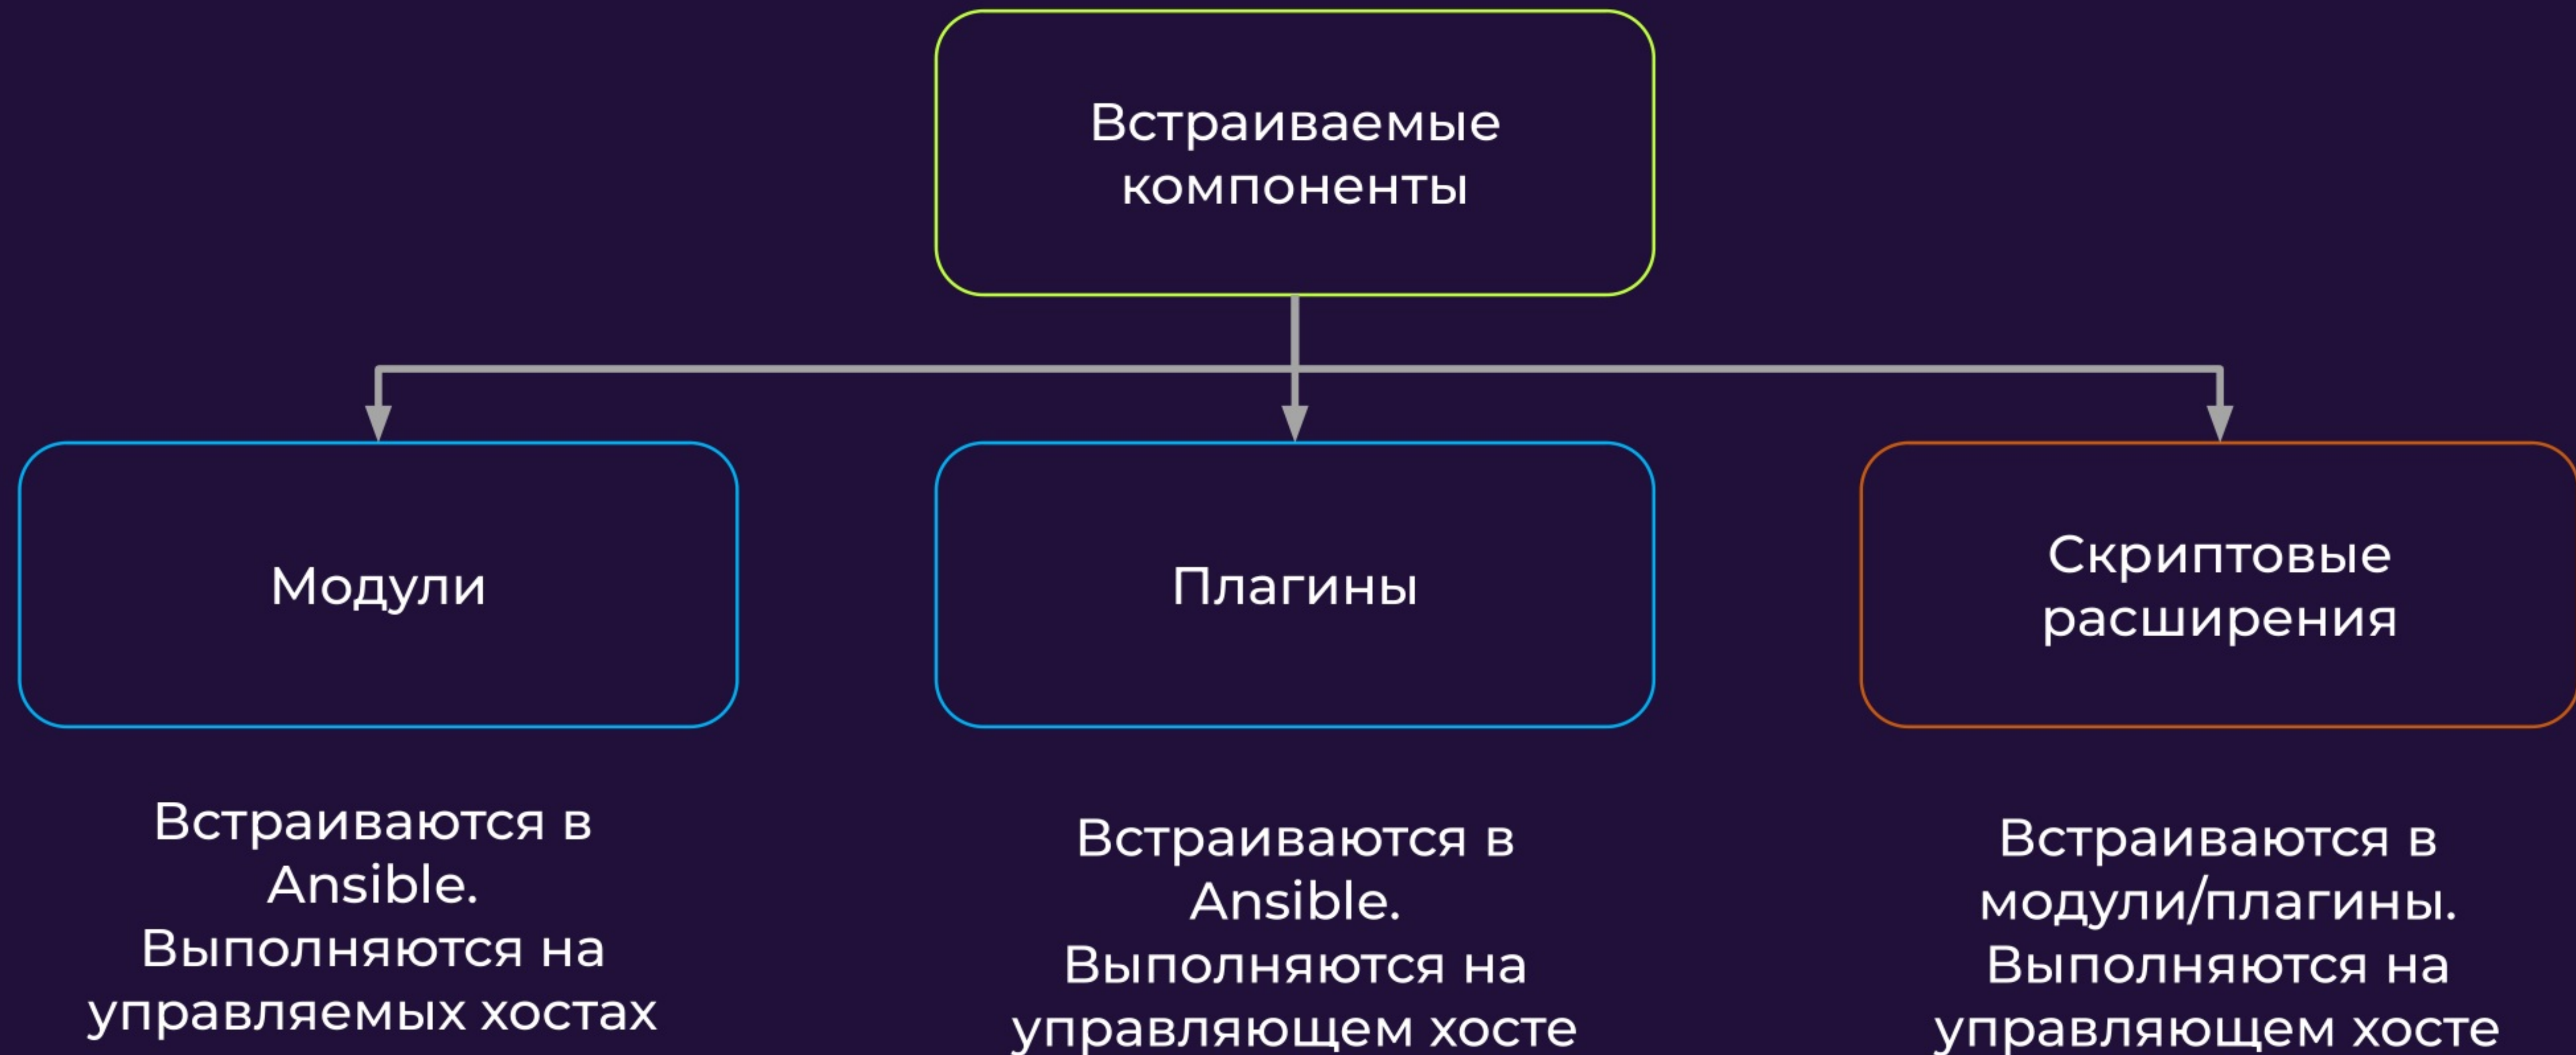 Встраиваемые
компоненты
Модули
Плагины
Скриптовые
расширения
Встраиваются в
Ansible.
Выполняются на
управляемых хостах
Встраиваются в
Ansible.
Выполняются на
управляющем хосте
Встраиваются в
модули/плагины.
Выполняются на
управляющем хосте